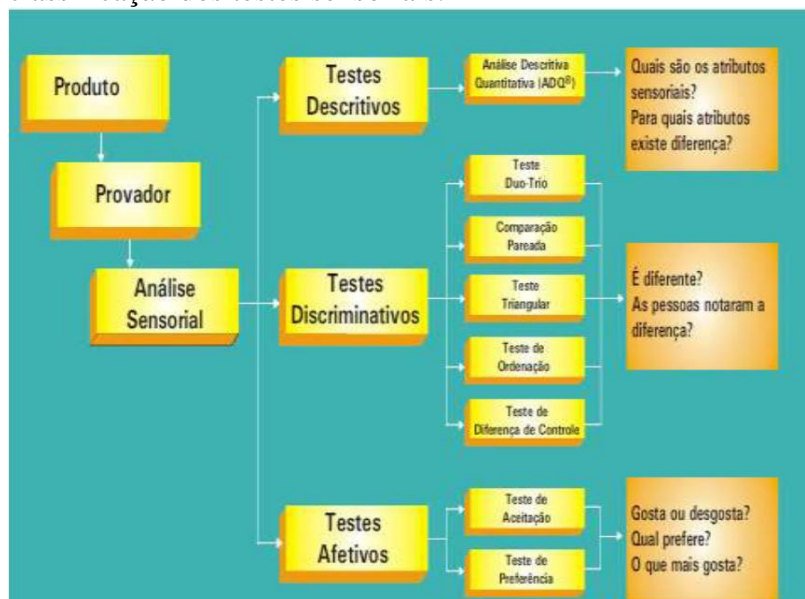 Produto
Provador
Análise
Sensorial
Testes
Descritivos
Análise Descritiva
Quantitativa (ADQ®)
Quais são os atributos
sensoriais?
Para quais atributos
existe diferença?
Testes
Discriminativos
Teste
Duo-Trio
Comparação
Pareada
Teste
Triangular
Teste de
Ordenação
Teste de
Diferença de Controle
É diferente?
As pessoas notaram a
diferença?
Testes
Afetivos
Teste de
Aceitação
Teste de
Preferência
Gosta ou desgosta?
Qual prefere?
O que mais gosta?